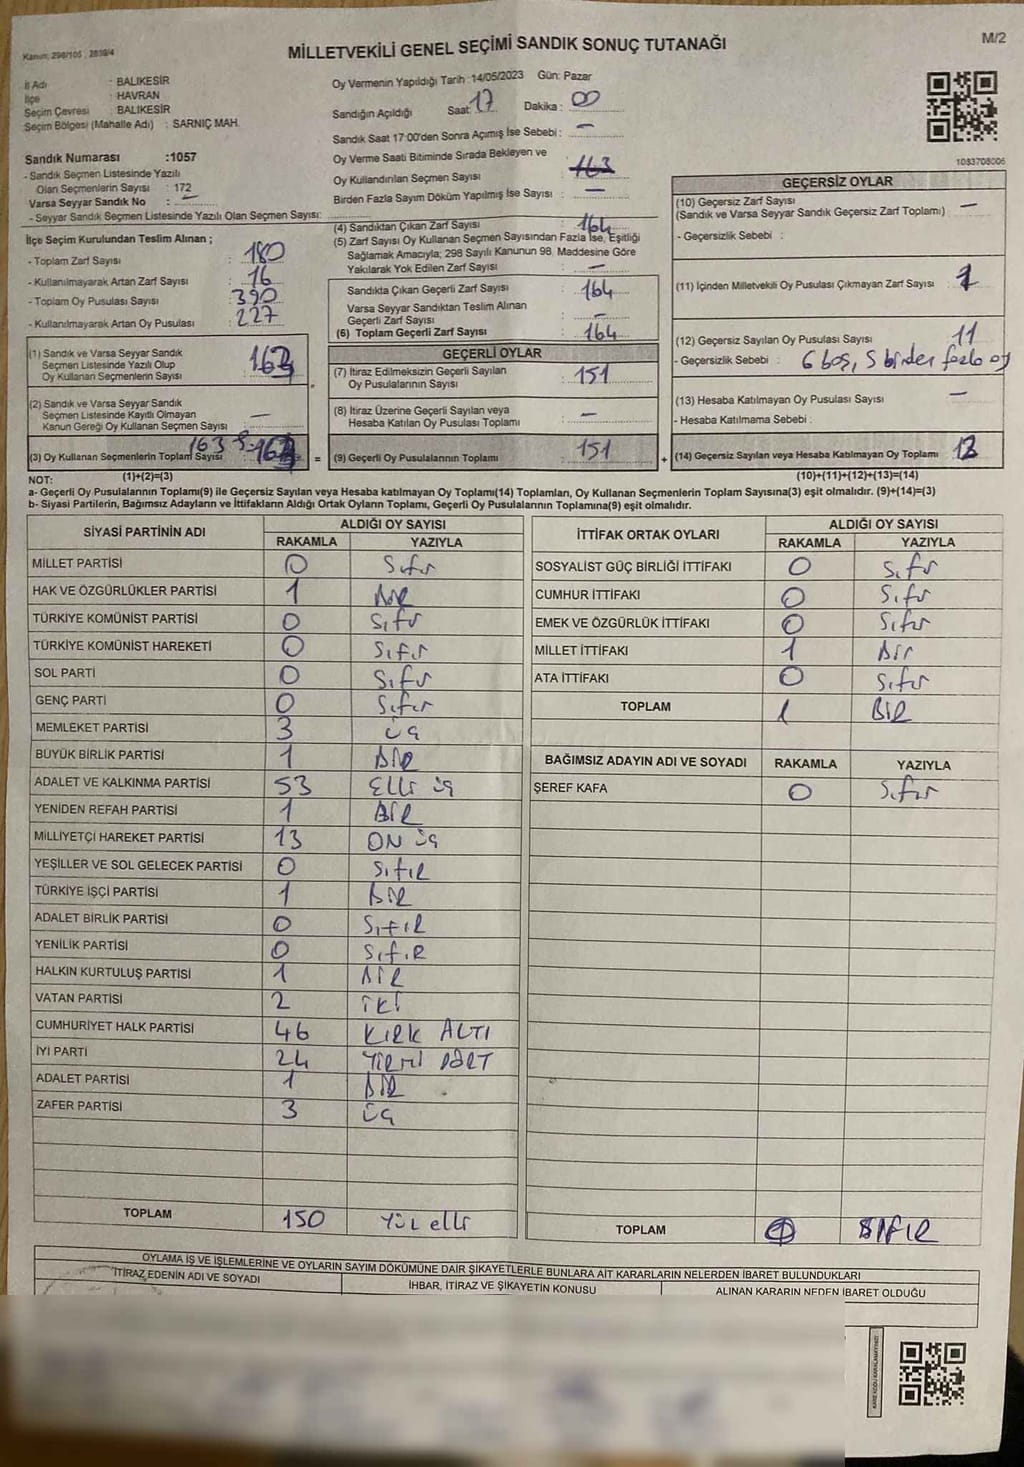 Kanun: 298/105 , 2839/4
MİLLETVEKİLİ GENEL SEÇİMİ SANDIK SONUÇ TUTANAĞI
M/2
İl Adı : BALIKESİR
İlçe : HAVRAN
Seçim Çevresi : BALIKESİR
Seçim Bölgesi (Mahalle Adı) : SARNIÇ MAH.
Oy Vermenin Yapıldığı Tarih :14/05/2023 Gün: Pazar
Sandığın Açıldığı Saat: 17 Dakika : 00
Sandık Saat 17:00'den Sonra Açımış İse Sebebi : —
Oy Verme Saati Bitiminde Sırada Bekleyen ve
Oy Kullandırılan Seçmen Sayısı : 163
Birden Fazla Sayım Döküm Yapılmış İse Sayısı : —
1083708006
Sandık Numarası :1057
- Sandık Seçmen Listesinde Yazılı
Olan Seçmenlerin Sayısı : 172
Varsa Seyyar Sandık No : —
- Seyyar Sandık Seçmen Listesinde Yazılı Olan Seçmen Sayısı:
İlçe Seçim Kurulundan Teslim Alınan ;
- Toplam Zarf Sayısı : 180
- Kullanılmayarak Artan Zarf Sayısı : 16
- Toplam Oy Pusulası Sayısı : 390
- Kullanılmayarak Artan Oy Pusulası : 227
(1) Sandık ve Varsa Seyyar Sandık
Seçmen Listesinde Yazılı Olup
Oy Kullanan Seçmenlerin Sayısı : 163
(2) Sandık ve Varsa Seyyar Sandık
Seçmen Listesinde Kayıtlı Olmayan
Kanun Gereği Oy Kullanan Seçmen Sayısı : —
(3) Oy Kullanan Seçmenlerin Toplam Sayısı : 163 163
(1)+(2)=(3)
(4) Sandıktan Çıkan Zarf Sayısı : 164
(5) Zarf Sayısı Oy Kullanan Seçmen Sayısından Fazla İse, Eşitliği
Sağlamak Amacıyla; 298 Sayılı Kanunun 98. Maddesine Göre
Yakılarak Yok Edilen Zarf Sayısı : —
Sandıkta Çıkan Geçerli Zarf Sayısı : 164
Varsa Seyyar Sandıktan Teslim Alınan
Geçerli Zarf Sayısı : —
(6) Toplam Geçerli Zarf Sayısı : 164
GEÇERLİ OYLAR
(7) İtiraz Edilmeksizin Geçerli Sayılan
Oy Pusulalarının Sayısı : 151
(8) İtiraz Üzerine Geçerli Sayılan veya
Hesaba Katılan Oy Pusulası Toplamı : —
= (9) Geçerli Oy Pusulalarının Toplamı : 151
GEÇERSİZ OYLAR
(10) Geçersiz Zarf Sayısı : —
(Sandık ve Varsa Seyyar Sandık Geçersiz Zarf Toplamı)
- Geçersizlik Sebebi :
(11) İçinden Milletvekili Oy Pusulası Çıkmayan Zarf Sayısı : 1
(12) Geçersiz Sayılan Oy Pusulası Sayısı : 11
- Geçersizlik Sebebi : 6 boş, 5 birden fazla oy
(13) Hesaba Katılmayan Oy Pusulası Sayısı : —
- Hesaba Katılmama Sebebi :
+ (14) Geçersiz Sayılan veya Hesaba Katılmayan Oy Toplamı : 12
(10)+(11)+(12)+(13)=(14)
NOT:
a- Geçerli Oy Pusulalarının Toplamı(9) ile Geçersiz Sayılan veya Hesaba katılmayan Oy Toplamı(14) Toplamları, Oy Kullanan Seçmenlerin Toplam Sayısına(3) eşit olmalıdır. (9)+(14)=(3)
b- Siyasi Partilerin, Bağımsız Adayların ve İttifakların Aldığı Ortak Oyların Toplamı, Geçerli Oy Pusulalarının Toplamına(9) eşit olmalıdır.
SİYASİ PARTİNİN ADI ALDIĞI OY SAYISI
RAKAMLA YAZIYLA
MİLLET PARTİSİ 0 Sıfır
HAK VE ÖZGÜRLÜKLER PARTİSİ 1 BİR
TÜRKİYE KOMÜNİST PARTİSİ 0 Sıfır
TÜRKİYE KOMÜNİST HAREKETİ 0 Sıfır
SOL PARTİ 0 Sıfır
GENÇ PARTİ 0 Sıfır
MEMLEKET PARTİSİ 3 üç
BÜYÜK BİRLİK PARTİSİ 1 BİR
ADALET VE KALKINMA PARTİSİ 53 Elli üç
YENİDEN REFAH PARTİSİ 1 BİR
MİLLİYETÇİ HAREKET PARTİSİ 13 ON üç
YEŞİLLER VE SOL GELECEK PARTİSİ 0 SıfıR
TÜRKİYE İŞÇİ PARTİSİ 1 BİR
ADALET BİRLİK PARTİSİ 0 SıfıR
YENİLİK PARTİSİ 0 SıfıR
HALKIN KURTULUŞ PARTİSİ 1 BİR
VATAN PARTİSİ 2 İKİ
CUMHURİYET HALK PARTİSİ 46 KIRK ALTI
İYİ PARTİ 24 YİRMİ DÖRT
ADALET PARTİSİ 1 BİR
ZAFER PARTİSİ 3 üç
TOPLAM 150 Yüz elli
İTTİFAK ORTAK OYLARI ALDIĞI OY SAYISI
RAKAMLA YAZIYLA
SOSYALİST GÜÇ BİRLİĞİ İTTİFAKI 0 Sıfır
CUMHUR İTTİFAKI 0 Sıfır
EMEK VE ÖZGÜRLÜK İTTİFAKI 0 Sıfır
MİLLET İTTİFAKI 1 Bir
ATA İTTİFAKI 0 Sıfır
TOPLAM 1 BİR
BAĞIMSIZ ADAYIN ADI VE SOYADI RAKAMLA YAZIYLA
ŞEREF KAFA 0 Sıfır
TOPLAM 0 SIFIR
OYLAMA İŞ VE İŞLEMLERİNE VE OYLARIN SAYIM DÖKÜMÜNE DAİR ŞİKAYETLERLE BUNLARA AİT KARARLARIN NELERDEN İBARET BULUNDUKLARI
İTİRAZ EDENİN ADI VE SOYADI İHBAR, İTİRAZ VE ŞİKAYETİN KONUSU ALINAN KARARIN NEDEN İBARET OLDUĞU
KARE KODU KARALAMAYINIZ!